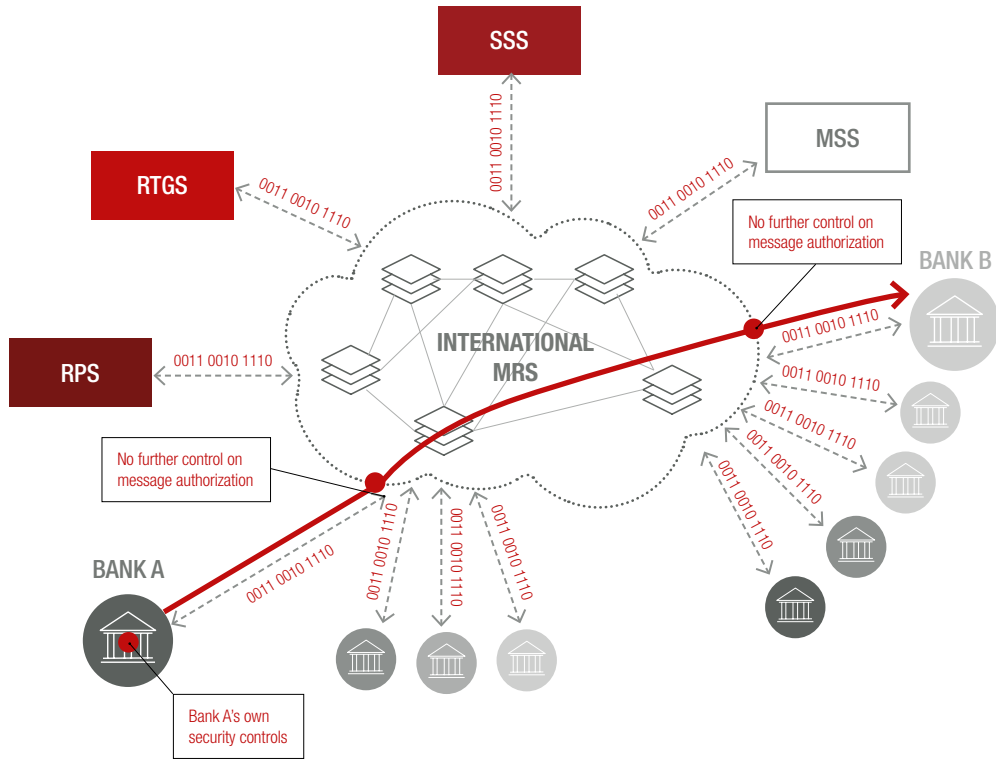 SSS
0011 0010 1110
MSS
0011 0010 1110
RTGS
0011 0010 1110
No further control on
message authorization
BANK B
INTERNATIONAL
MRS
0011 0010 1110
RPS
0011 0010 1110
0011 0010 1110
0011 0010 1110
0011 0010 1110
0011 0010 1110
No further control on
message authorization
BANK A
0011 0010 1110
0011 0010 1110
0011 0010 1110
0011 0010 1110
Bank A's own
security controls